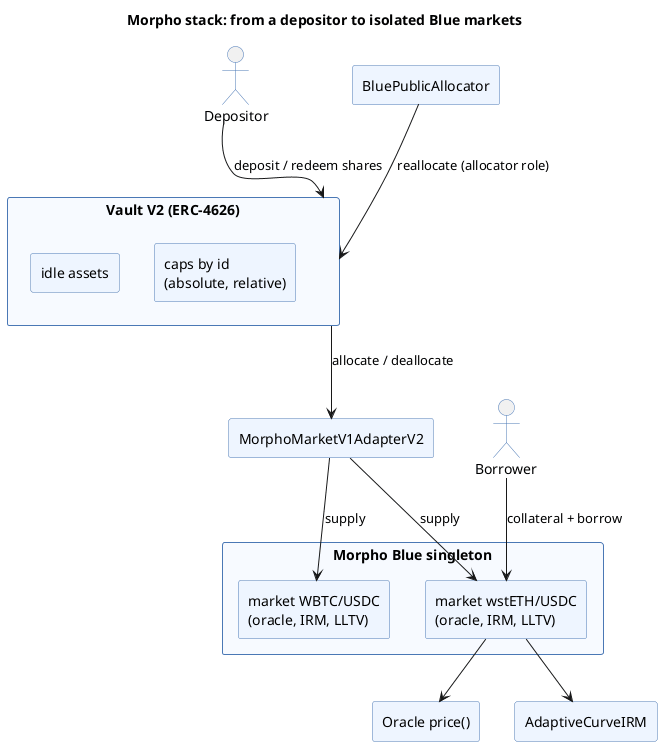 Morpho stack: from a depositor to isolated Blue markets
Depositor
BluePublicAllocator
deposit / redeem shares
reallocate (allocator role)
Vault V2 (ERC-4626)
idle assets
caps by id
(absolute, relative)
allocate / deallocate
MorphoMarketV1AdapterV2
Borrower
supply
supply
collateral + borrow
Morpho Blue singleton
market WBTC/USDC
(oracle, IRM, LLTV)
market wstETH/USDC
(oracle, IRM, LLTV)
Oracle price()
AdaptiveCurveIRM